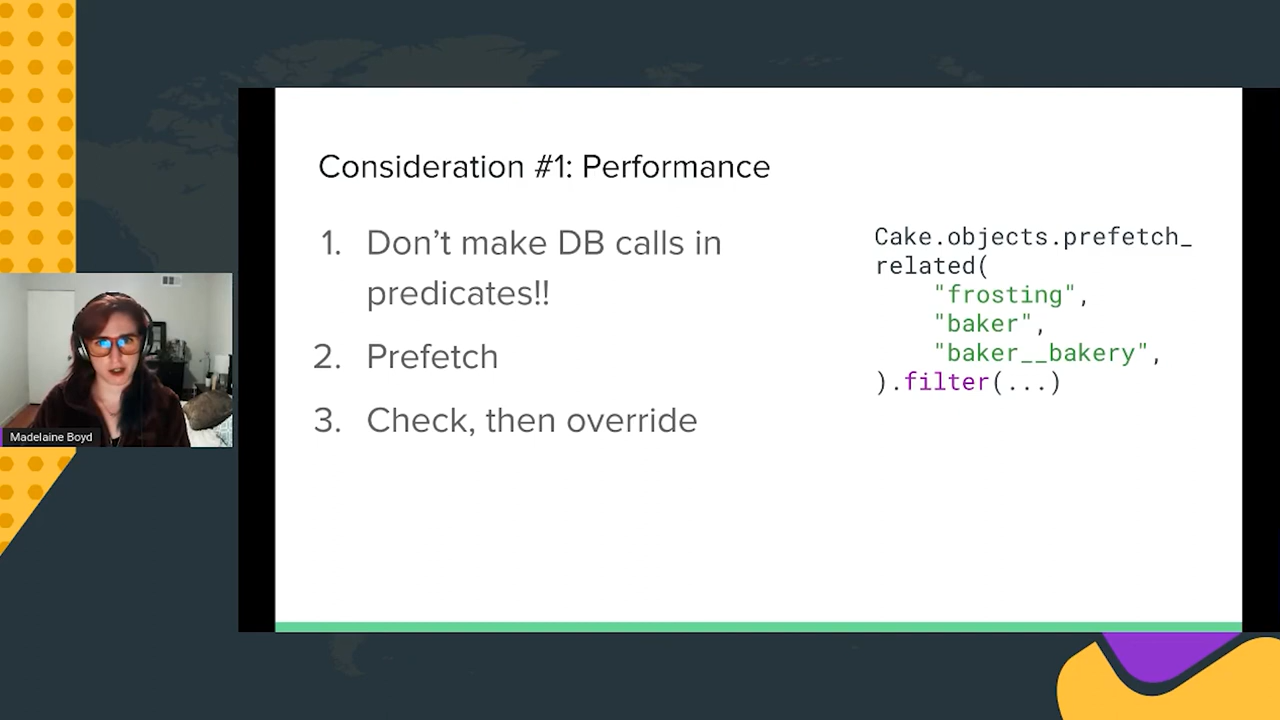 Consideration #1: Performance
1. Don’t make DB calls in
predicates!!
2. Prefetch
3. Check, then override
Cake.objects.prefetch_
related(
"frosting",
"baker",
"baker__bakery",
).filter(...)
Madelaine Boyd